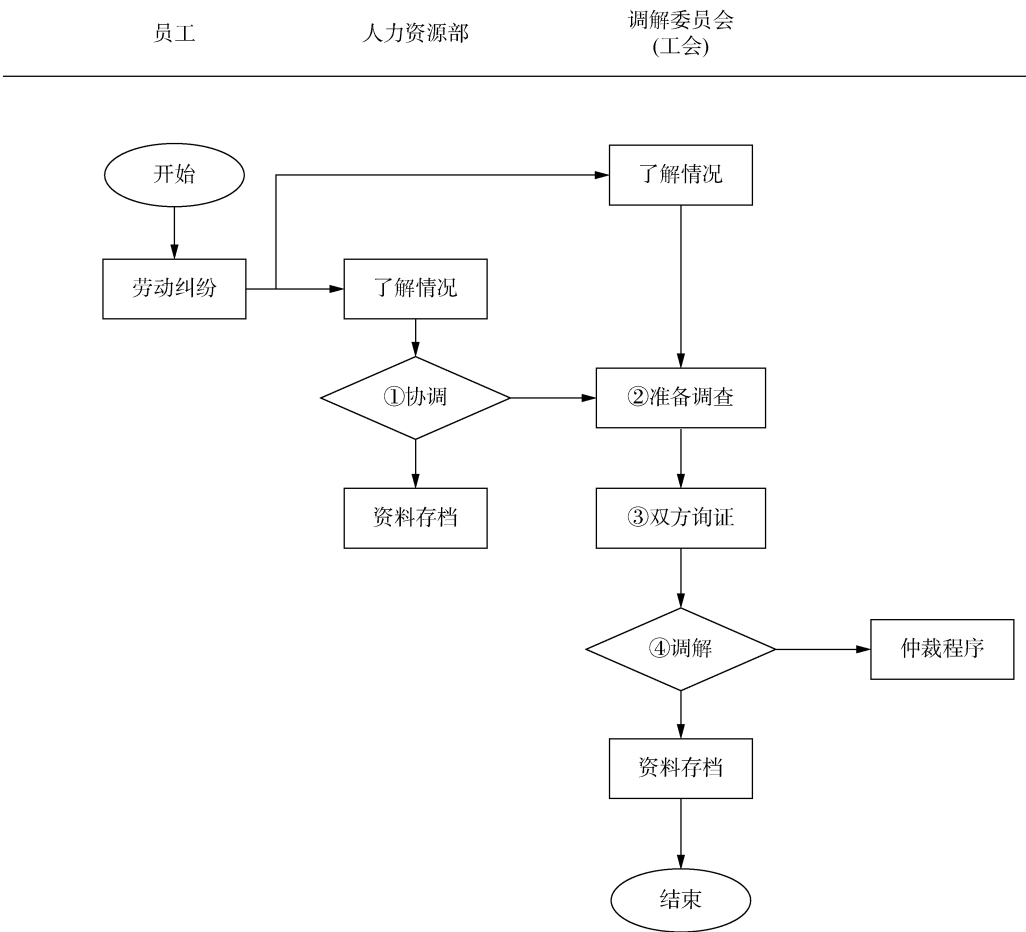 员工
人力资源部
调解委员会
(工会)
开始
了解情况
劳动纠纷
了解情况
①协调
②准备调查
资料存档
③双方询证
④调解
仲裁程序
资料存档
结束